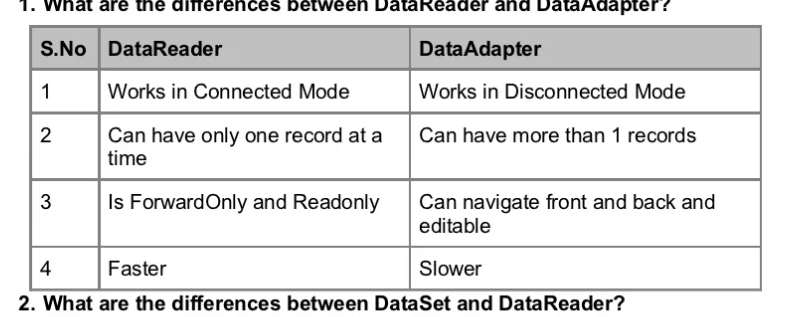 1. What are the differences between DataReader and DataAdapter?
S.No DataReader DataAdapter
1 Works in Connected Mode Works in Disconnected Mode
2 Can have only one record at a time Can have more than 1 records
3 Is ForwardOnly and Readonly Can navigate front and back and editable
4 Faster Slower
2. What are the differences between DataSet and DataReader?